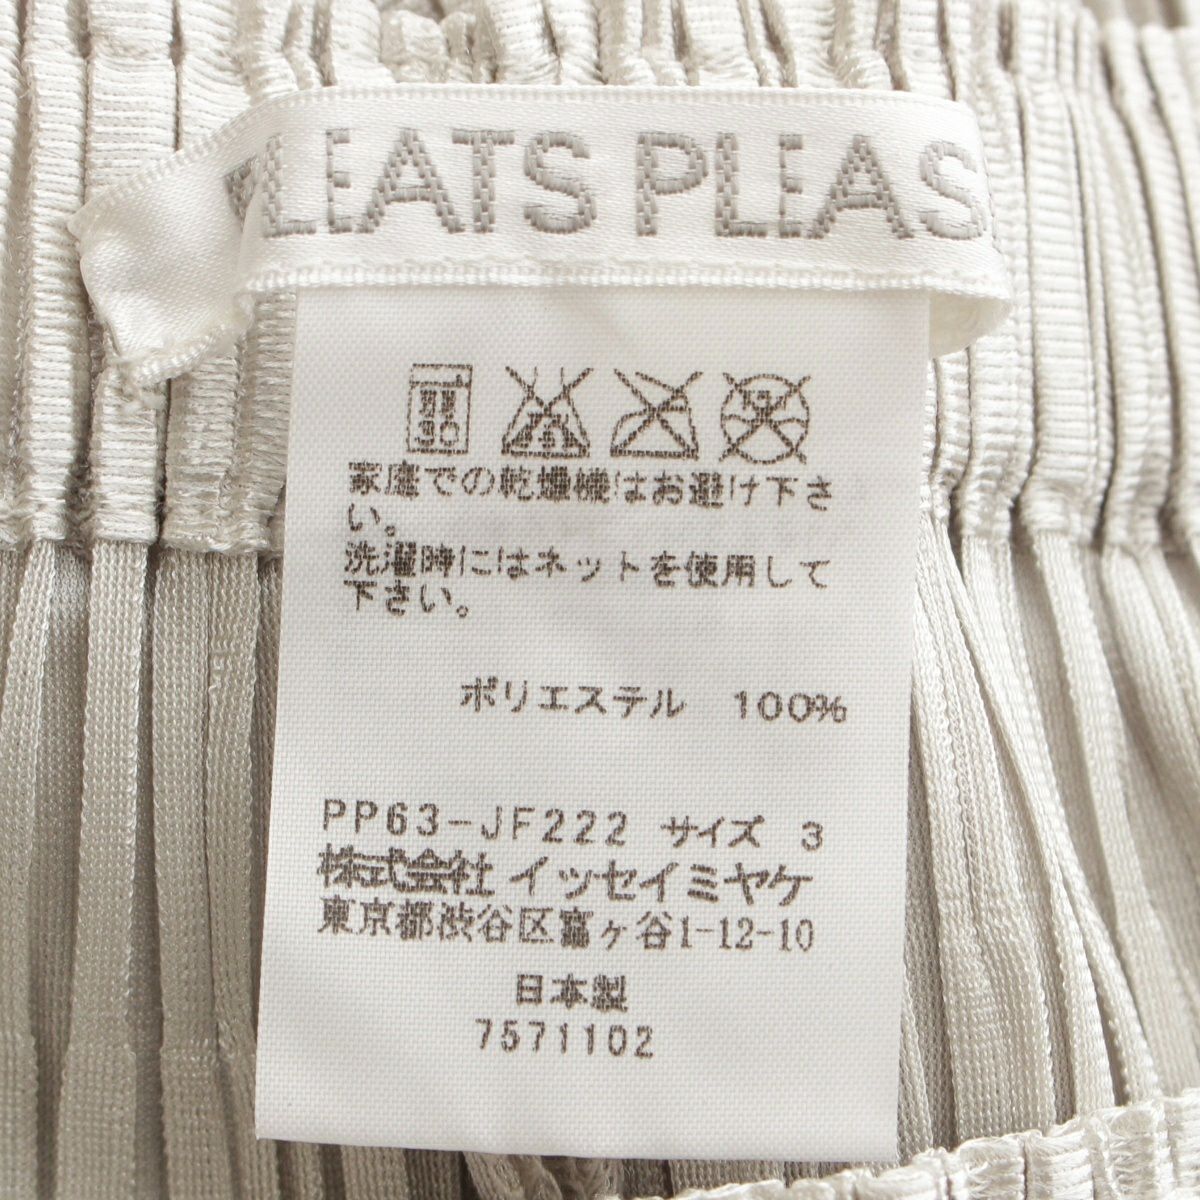 PLEATS PLEAS
弱
30
家庭での乾燥機はお避け下さ
い。
洗濯時にはネットを使用して
下さい。
ポリエステル 100%
PP63-JF222 サイズ 3
株式会社 イッセイミヤケ
東京都渋谷区富ヶ谷1-12-10
日本製
7571102